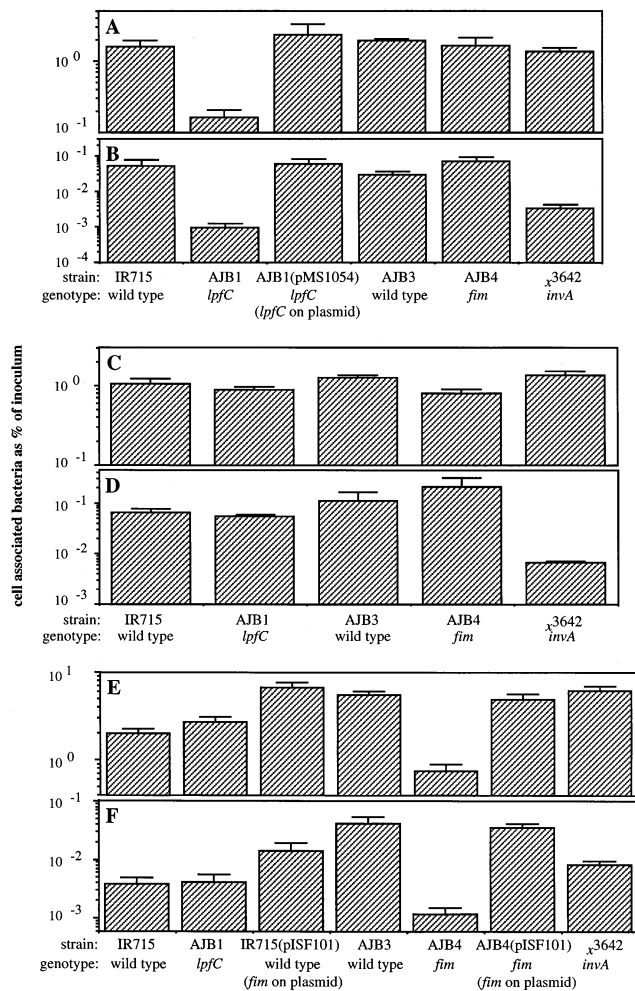 A
10 0
10 -1
B
10 -1
10 -2
10 -3
10 -4
strain: IR715 AJB1 AJB1(pMS1054) AJB3 AJB4 x3642
genotype: wild type lpfC lpfC wild type fim invA
(lpfC on plasmid)
cell associated bacteria as % of inoculum
C
10 0
10 -1
D
10 -1
10 -2
10 -3
strain: IR715 AJB1 AJB3 AJB4 x3642
genotype: wild type lpfC wild type fim invA
E
10 1
10 0
10 -1
F
10 -2
10 -3
strain: IR715 AJB1 IR715(pISF101) AJB3 AJB4 AJB4(pISF101) x3642
genotype: wild type lpfC wild type wild type fim fim invA
(fim on plasmid) (fim on plasmid)